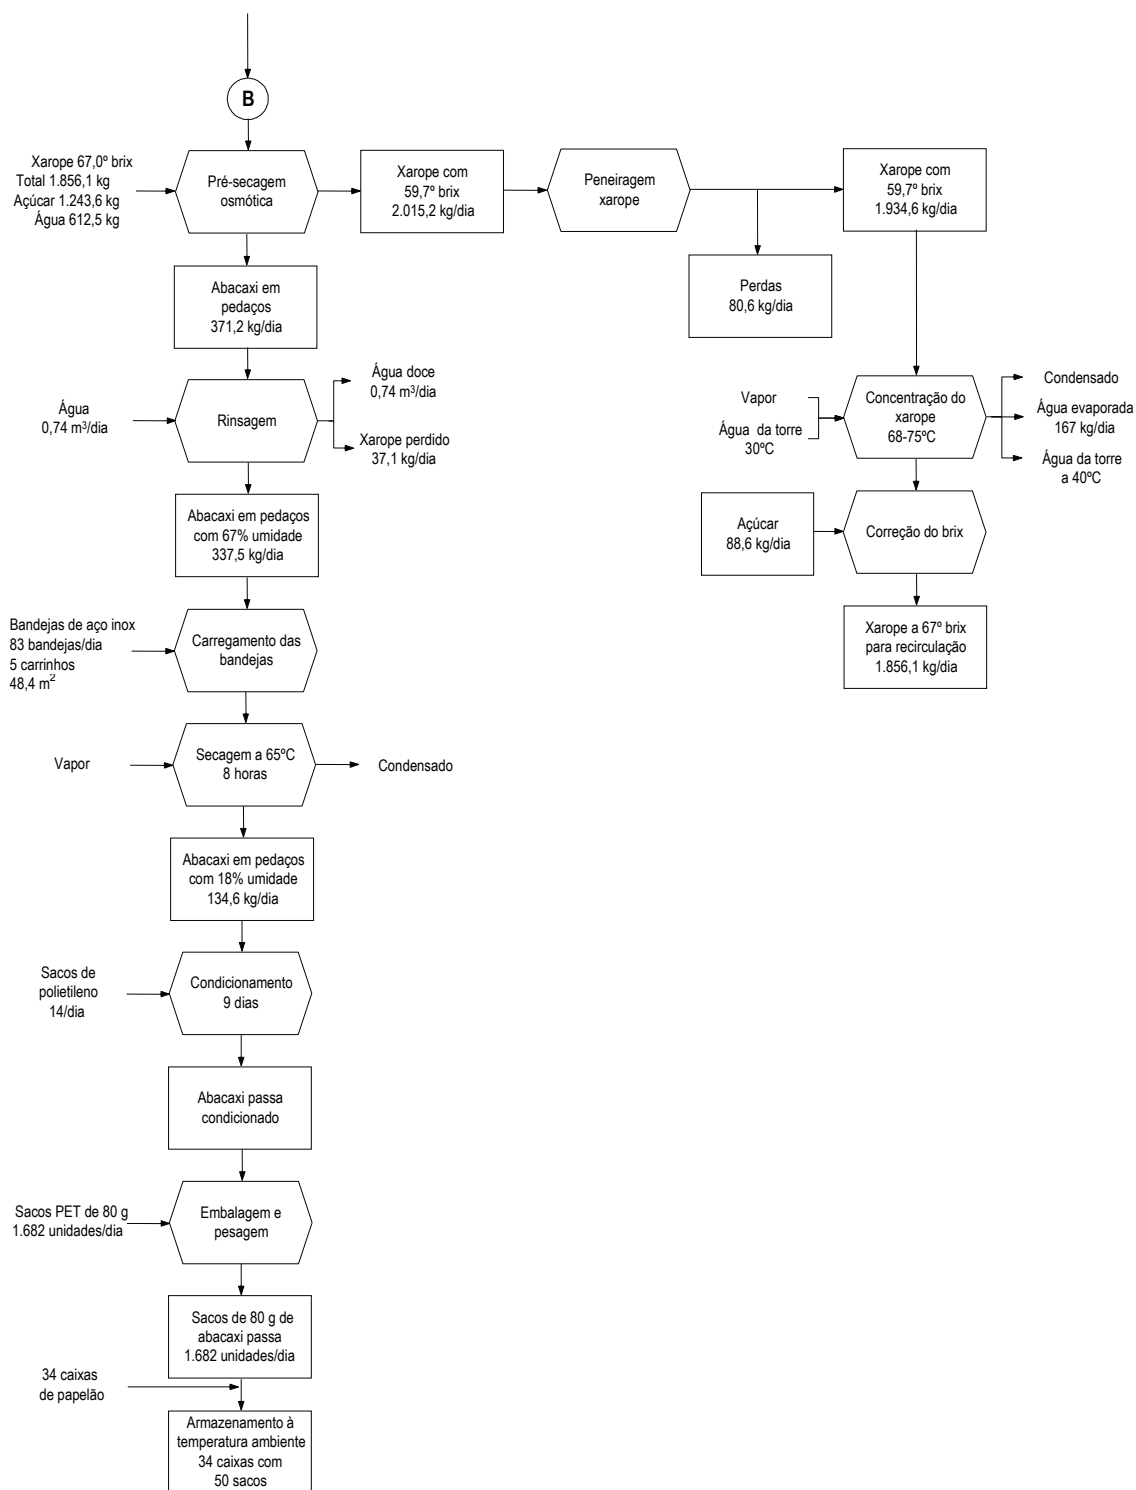 B
Xarope 67,0º brix
Total 1.856,1 kg
Açúcar 1.243,6 kg
Água 612,5 kg
Pré-secagem
osmótica
Xarope com
59,7º brix
2.015,2 kg/dia
Peneiragem
xarope
Xarope com
59,7º brix
1.934,6 kg/dia
Abacaxi em
pedaços
371,2 kg/dia
Perdas
80,6 kg/dia
Água
0,74 m³/dia
Rinsagem
Água doce
0,74 m³/dia
Xarope perdido
37,1 kg/dia
Vapor
Água da torre
30ºC
Concentração do
xarope
68-75ºC
Condensado
Água evaporada
167 kg/dia
Água da torre
a 40ºC
Abacaxi em pedaços
com 67% umidade
337,5 kg/dia
Açúcar
88,6 kg/dia
Correção do brix
Bandejas de aço inox
83 bandejas/dia
5 carrinhos
48,4 m²
Carregamento das
bandejas
Xarope a 67º brix
para recirculação
1.856,1 kg/dia
Vapor
Secagem a 65ºC
8 horas
Condensado
Abacaxi em pedaços
com 18% umidade
134,6 kg/dia
Sacos de
polietileno
14/dia
Condicionamento
9 dias
Abacaxi passa
condicionado
Sacos PET de 80 g
1.682 unidades/dia
Embalagem e
pesagem
Sacos de 80 g de
abacaxi passa
1.682 unidades/dia
34 caixas
de papelão
Armazenamento à
temperatura ambiente
34 caixas com
50 sacos